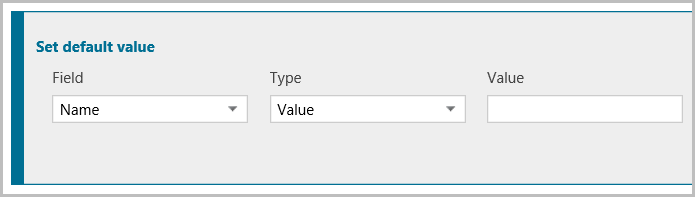 Set default value
Field Type Value
Name Value